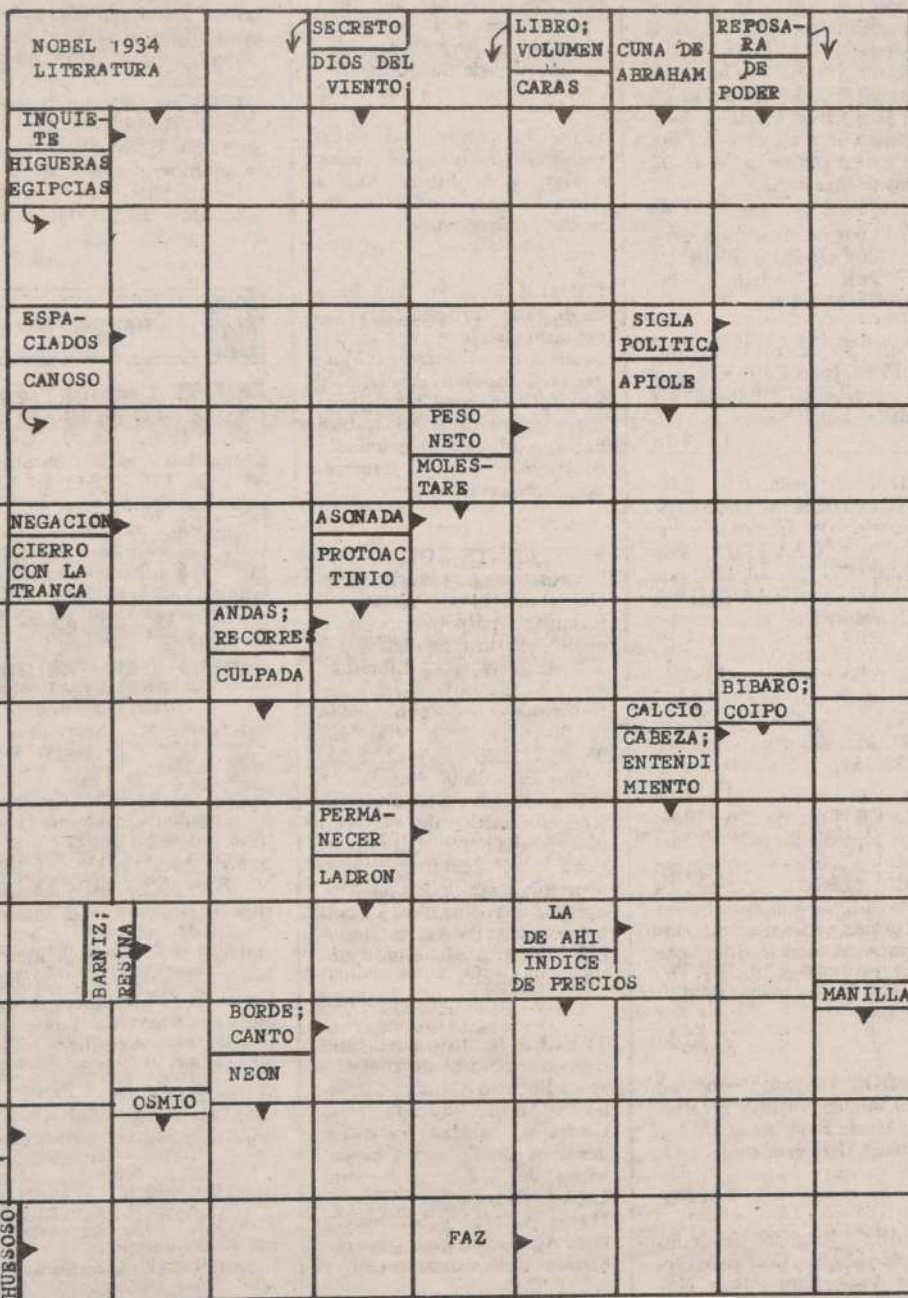 NOBEL 1934
LITERATURA
SECRETO
DIOS DEL
VIENTO;
LIBRO;
VOLUMEN
CARAS
CUNA DE
ABRAHAM
REPOSA-
RA
DE
PODER
INQUIE-
TE
HIGUERAS
EGIPCIAS
ESPA-
CIADOS
CANOSO
SIGLA
POLITICA
APIOLE
PESO
NETO
MOLES-
TARE
NEGACION
CIERRO
CON LA
TRANCA
ASONADA
PROTOAC
TINIO
ANDAS;
RECORRES
CULPADA
CALCIO
CABEZA;
ENTENDI
MIENTO
BIBARO;
COIPO
PERMA-
NECER
LADRON
BARNIZ;
RESINA
LA
DE AHI
INDICE
DE PRECIOS
MANILLA
BORDE;
CANTO
NEON
OSMIO
HUESOSO
FAZ